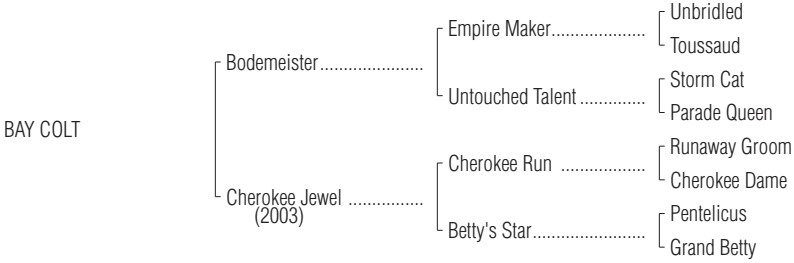 Unbridled
Empire Maker....................
Toussaud
Bodemeister......................
Storm Cat
Untouched Talent ..............
Parade Queen
BAY COLT
Runaway Groom
Cherokee Run ..................
Cherokee Dame
Cherokee Jewel ................
(2003)
Pentelicus
Betty's Star........................
Grand Betty